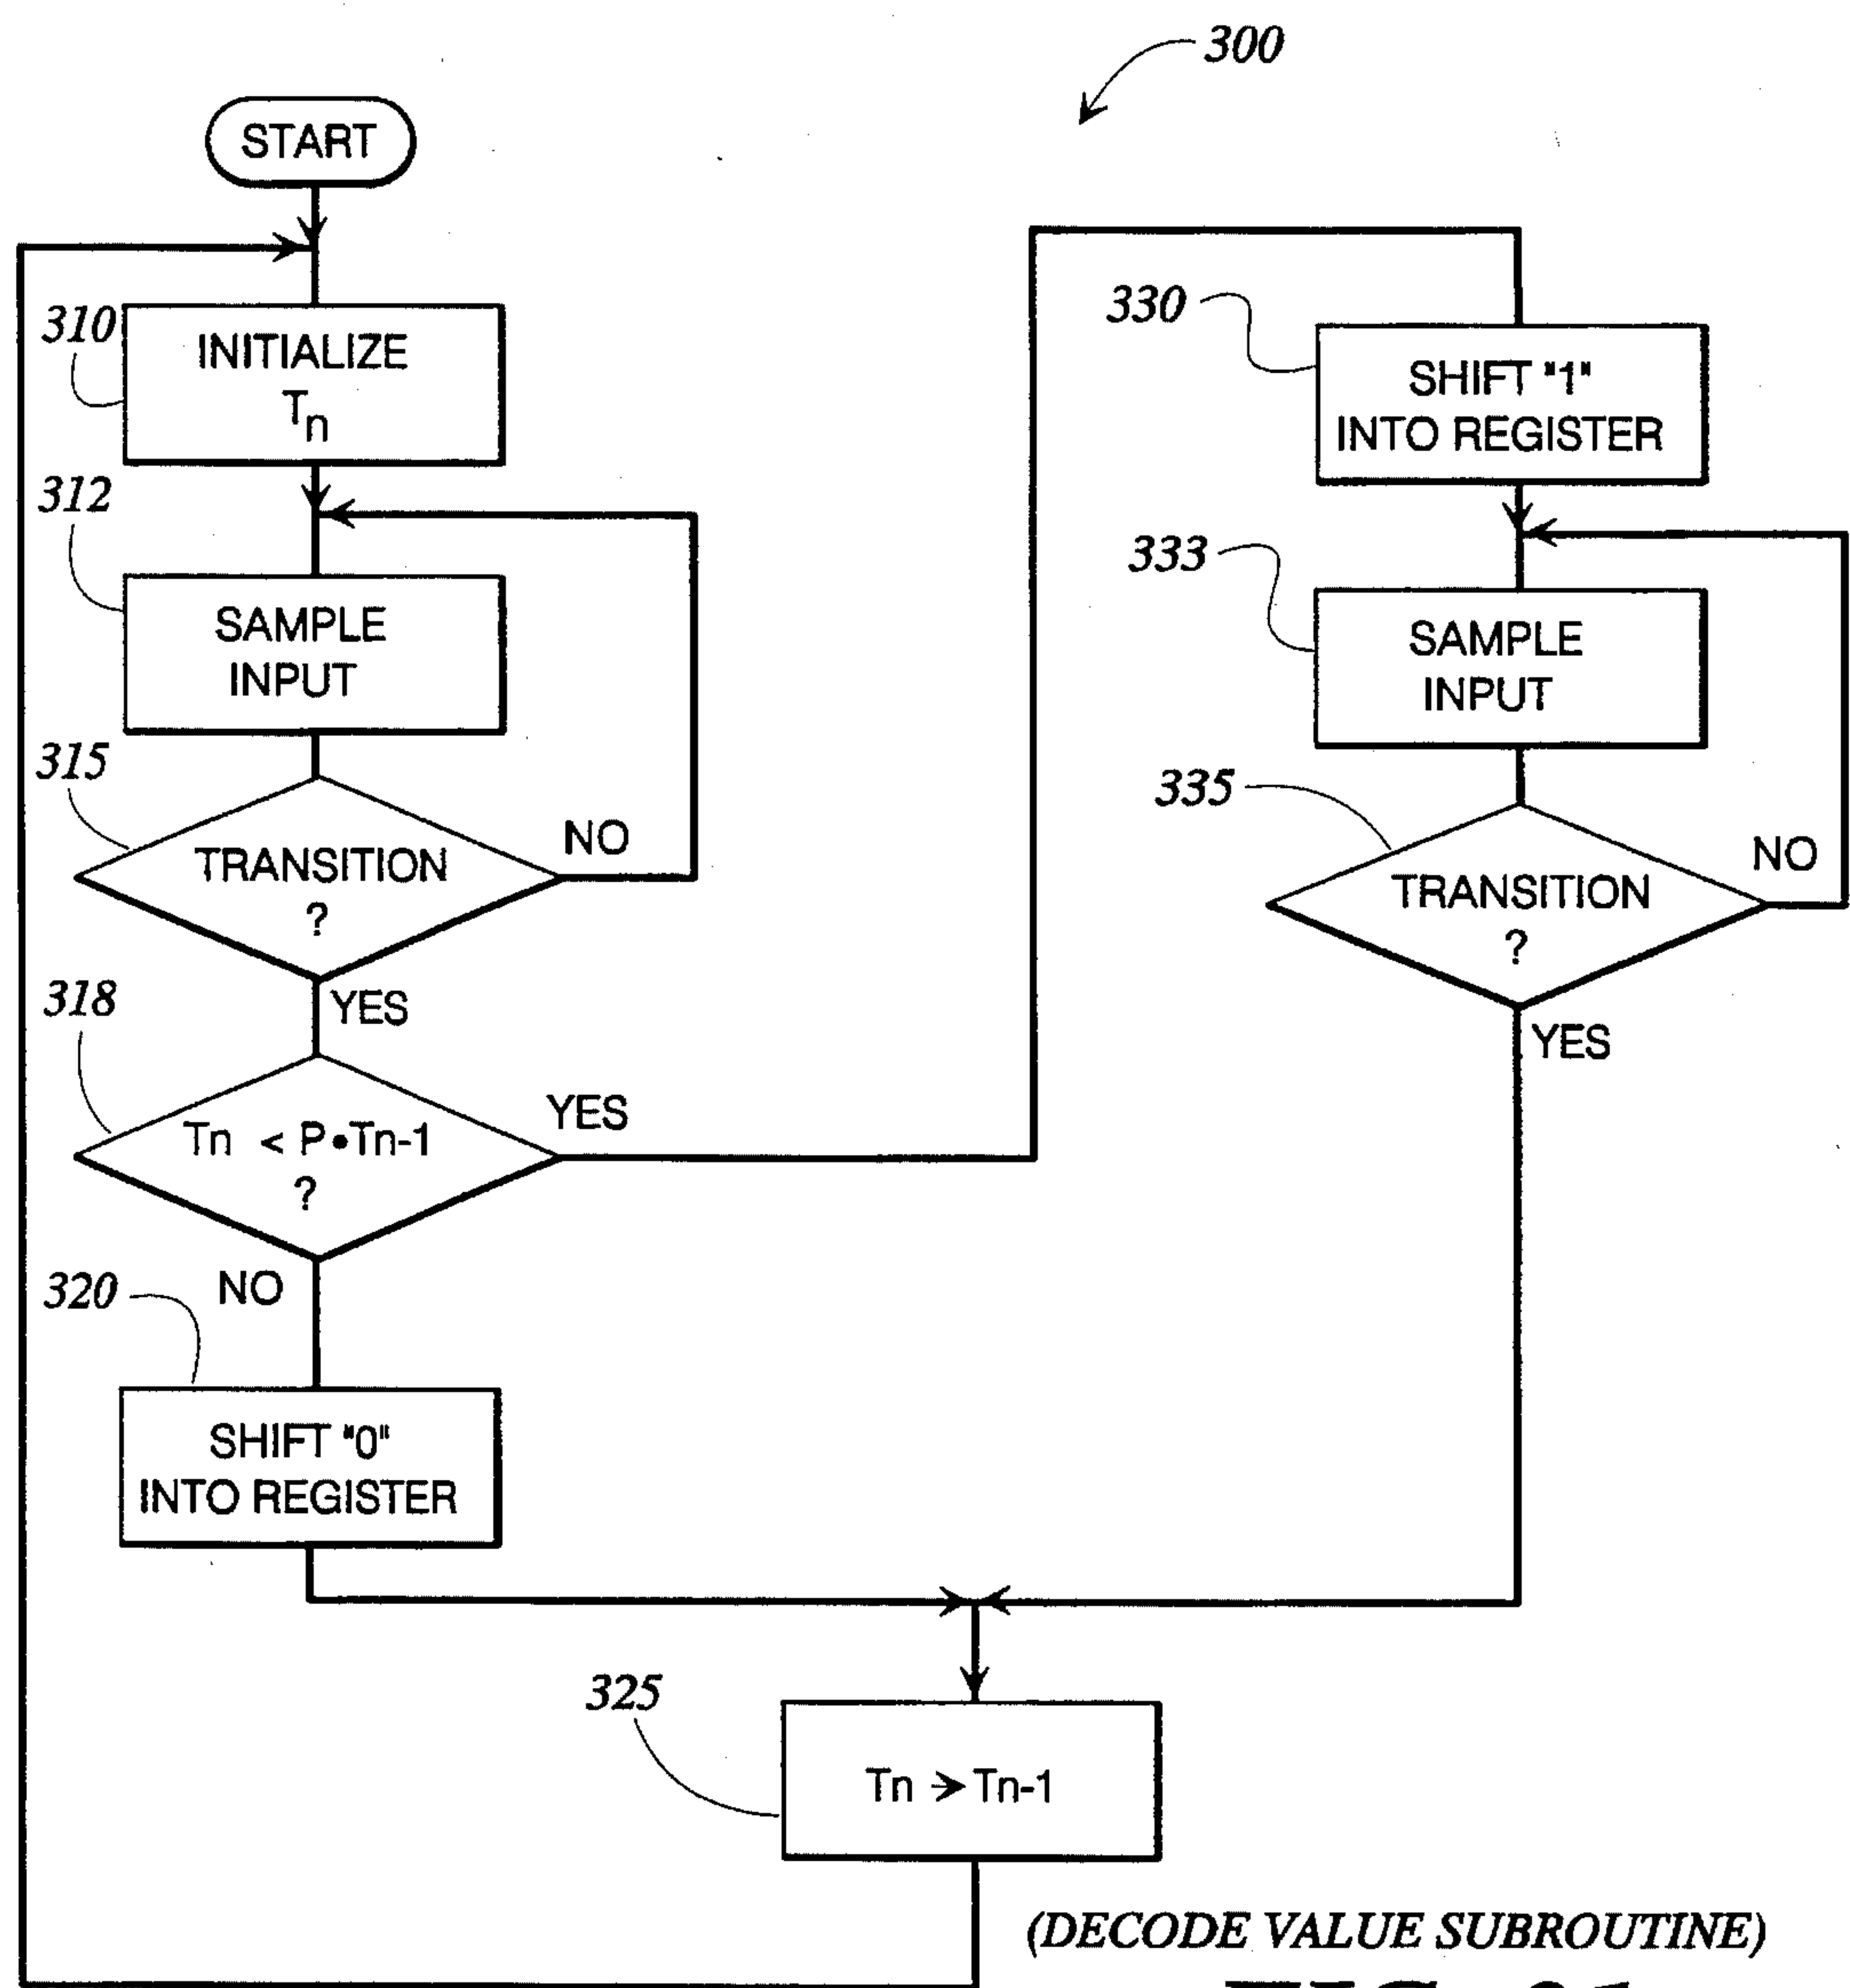 300
START
310
INITIALIZE
Tn
312
SAMPLE
INPUT
315
TRANSITION
?
NO
YES
318
Tn < P•Tn-1
?
YES
NO
320
SHIFT "0"
INTO REGISTER
330
SHIFT "1"
INTO REGISTER
333
SAMPLE
INPUT
335
TRANSITION
?
NO
YES
325
Tn → Tn-1
(DECODE VALUE SUBROUTINE)